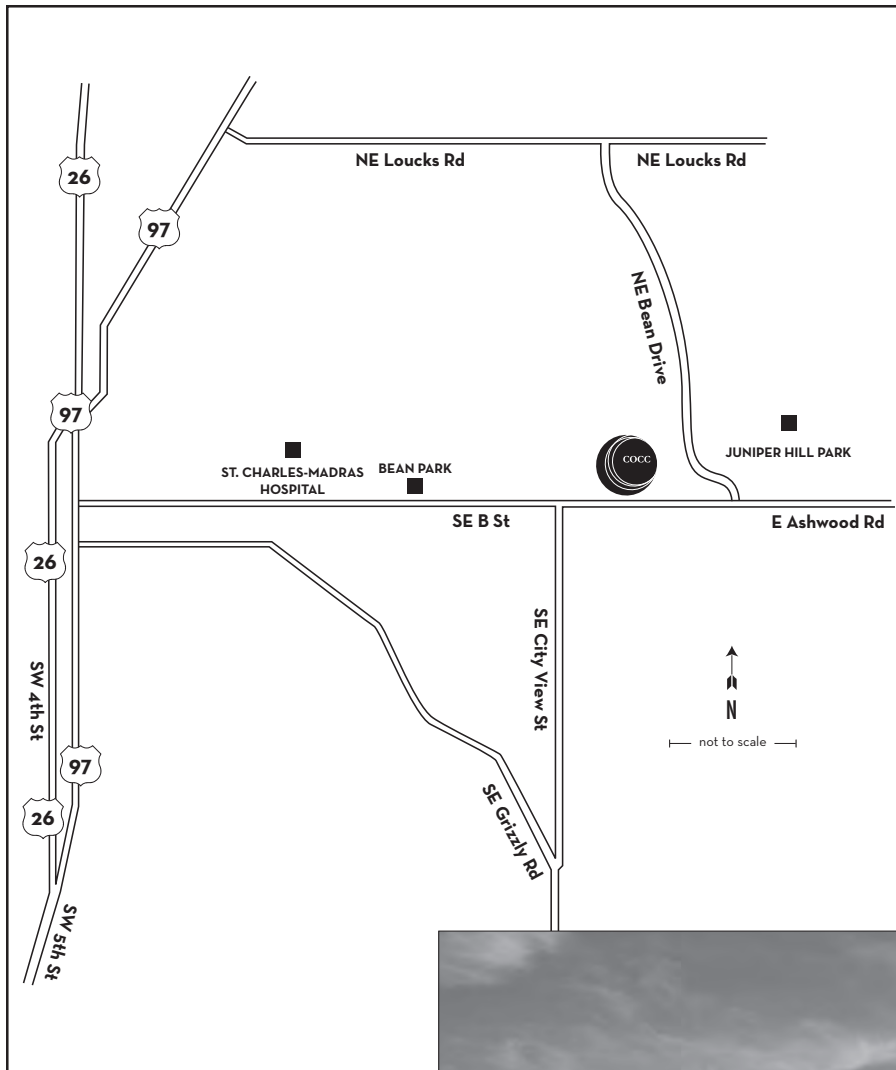 26
97
NE Loucks Rd
NE Loucks Rd
NE Bean Drive
97
ST. CHARLES-MADRAS
HOSPITAL
BEAN PARK
COCC
JUNIPER HILL PARK
SE B St
E Ashwood Rd
26
SW 4th St
SE City View St
N
not to scale
97
26
SE Grizzly Rd
SW 5th St